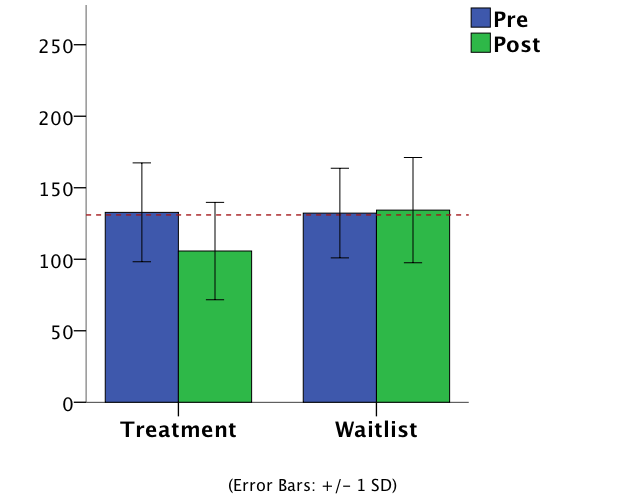 Pre
Post
250
200
150
100
50
0
Treatment
Waitlist
(Error Bars: +/- 1 SD)